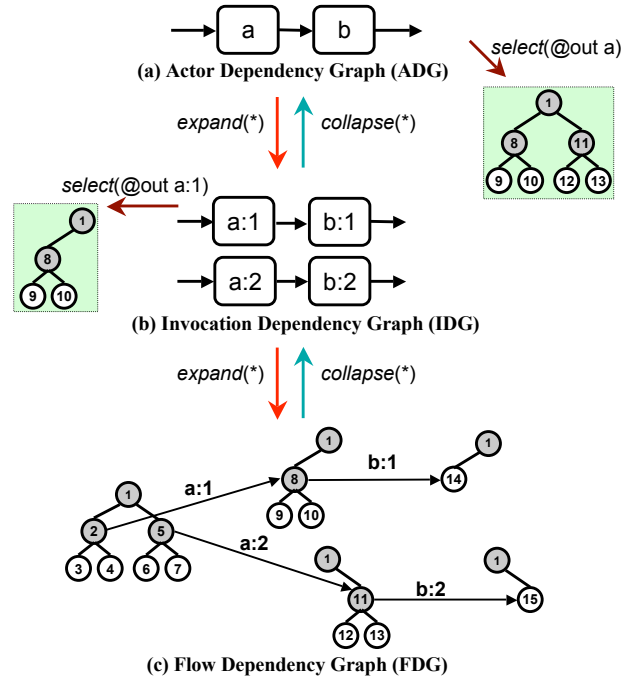 a b
(a) Actor Dependency Graph (ADG)
select(@out a)
1
8 11
9 10 12 13
expand(*) collapse(*)
select(@out a:1)
1
8
9 10
a:1 b:1
a:2 b:2
(b) Invocation Dependency Graph (IDG)
expand(*) collapse(*)
1 1
a:1 8 b:1 14
1 9 10
2 5
3 4 6 7 a:2
1 1
11 b:2 15
12 13
(c) Flow Dependency Graph (FDG)